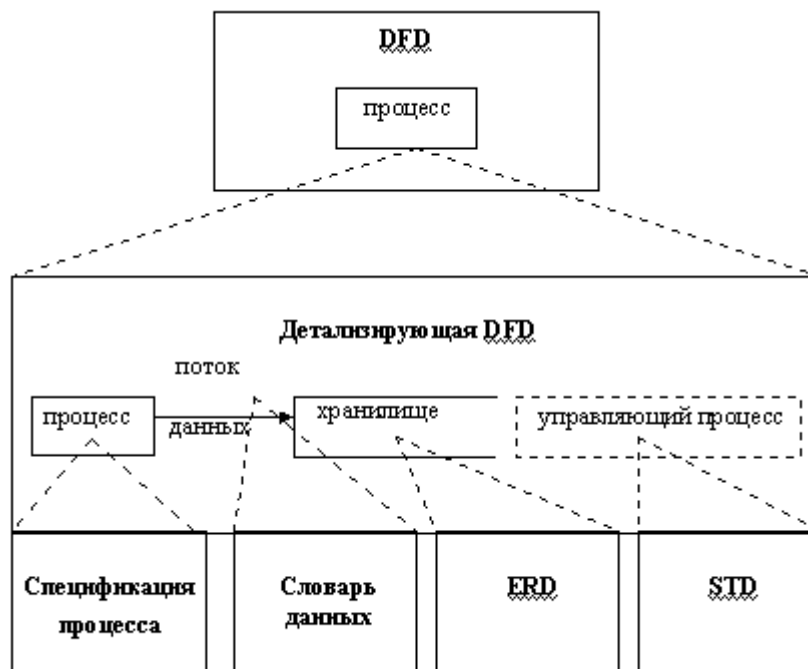 DFD
процесс
Детализирующая DFD
поток
данных
процесс
хранилище
управляющий процесс
Спецификация
процесса
Словарь
данных
ERD
STD